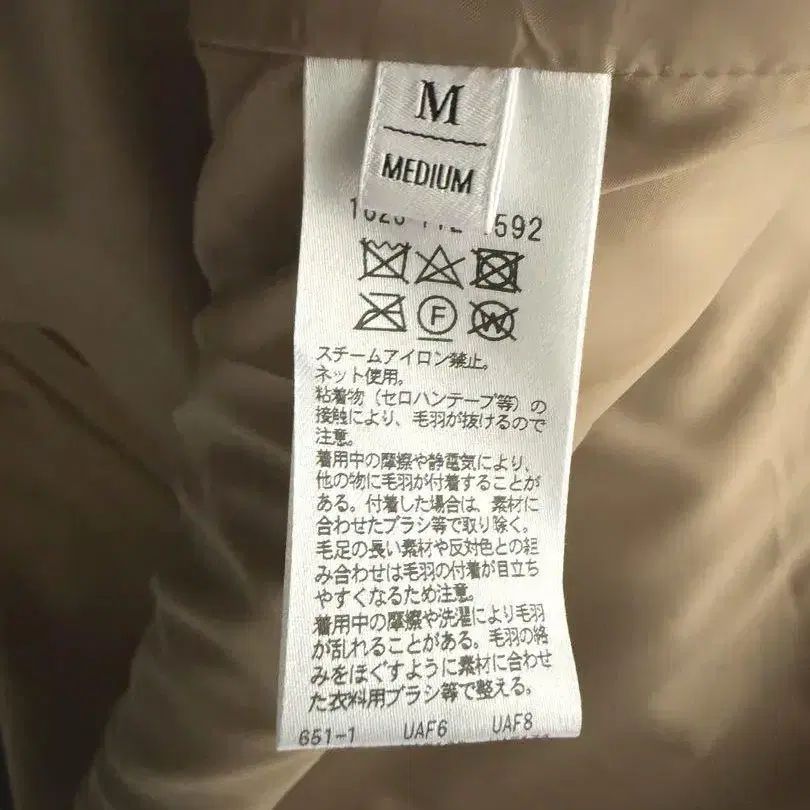 M
MEDIUM
592
F
W
スチームアイロン禁止。
ネット使用。
粘着物（セロハンテープ等）の
接触により、毛羽が抜けるので
注意。
着用中の摩擦や静電気により、
他の物に毛羽が付着することが
ある。付着した場合は、素材に
合わせたブラシ等で取り除く。
毛足の長い素材や反対色との組
み合わせは毛羽の付着が目立ち
やすくなるため注意。
着用中の摩擦や洗濯により毛羽
が乱れることがある。毛羽の絡
みをほぐすように素材に合わせ
た衣料用ブラシ等で整える。
651-1 UAF6 UAF8